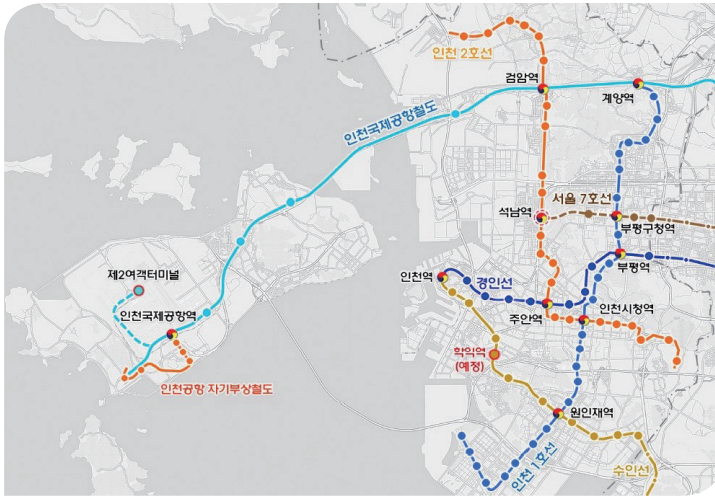 인천 2호선
검암역
계양역
인천국제공항철도
서울 7호선
석남역
부평구청역
제2여객터미널
인천역
경인선
부평역
인천국제공항역
주안역
인천시청역
학익역
(예정)
인천공항 자기부상철도
원인재역
인천 1호선
수인선